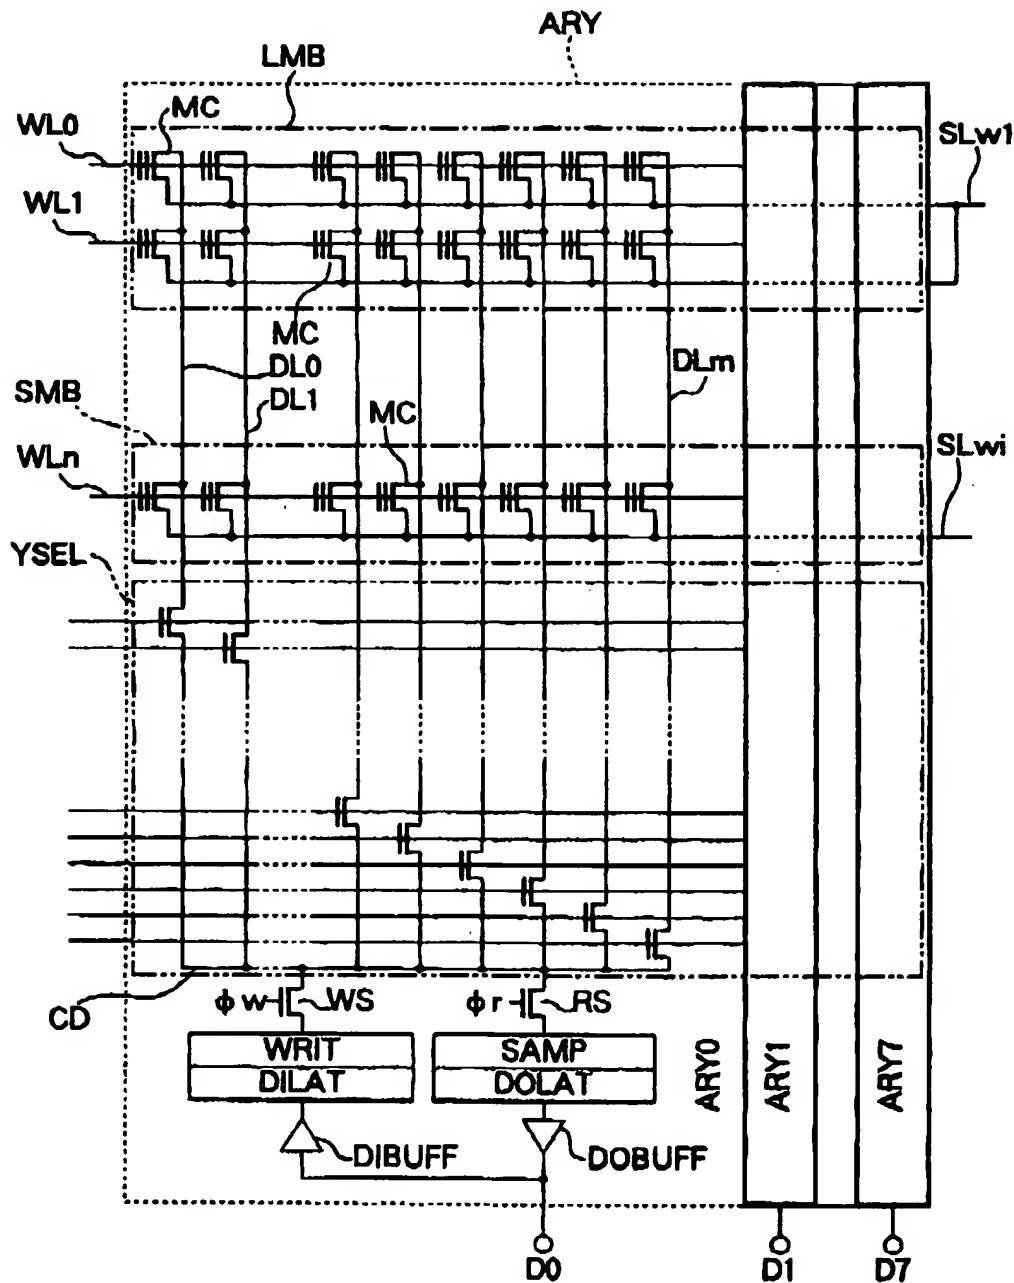 ARY
LMB
MC
WL0
SLw1
WL1
MC
DL0
DLm
SMB
DL1
MC
WLn
SLwi
YSEL
CD
ϕw
WS
ϕr
RS
WRIT
SAMP
DILAT
DOLAT
ARY0
ARY1
ARY7
DIBUFF
DOBUFF
D0
D1
D7